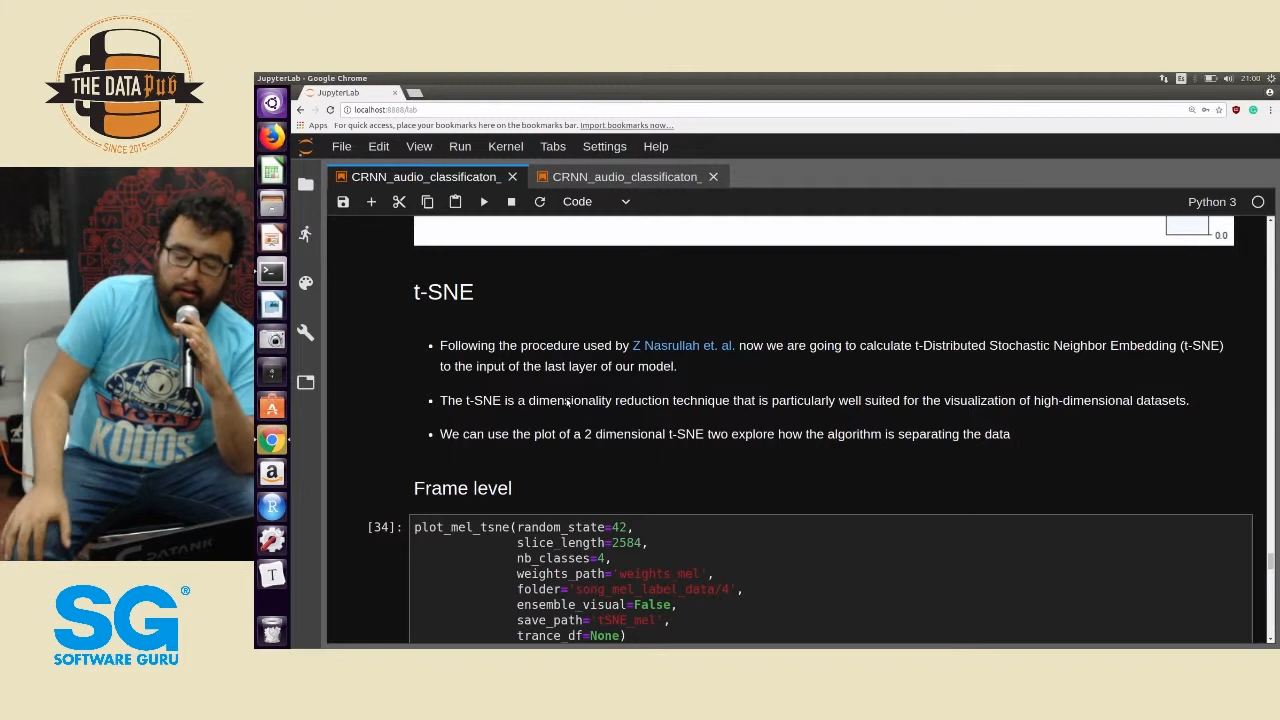 THE DATA Pub
SINCE 2015
JupyterLab - Google Chrome
Es
21:00
JupyterLab
localhost:8888/lab
Apps For quick access, place your bookmarks here on the bookmarks bar. Import bookmarks now...
File Edit View Run Kernel Tabs Settings Help
CRNN_audio_classificaton_
CRNN_audio_classificaton_
Code
Python 3
0.0
t-SNE
Following the procedure used by Z Nasrullah et. al. now we are going to calculate t-Distributed Stochastic Neighbor Embedding (t-SNE)
to the input of the last layer of our model.
The t-SNE is a dimensionality reduction technique that is particularly well suited for the visualization of high-dimensional datasets.
We can use the plot of a 2 dimensional t-SNE two explore how the algorithm is separating the data
Frame level
[34]:
plot_mel_tsne(random_state=42,
slice_length=2584,
nb_classes=4,
weights_path='weights_mel',
folder='song_mel_label_data/4',
ensemble_visual=False,
save_path='tSNE_mel',
trance_df=None)
KODOS
DATANK
SG®
SOFTWARE GURU